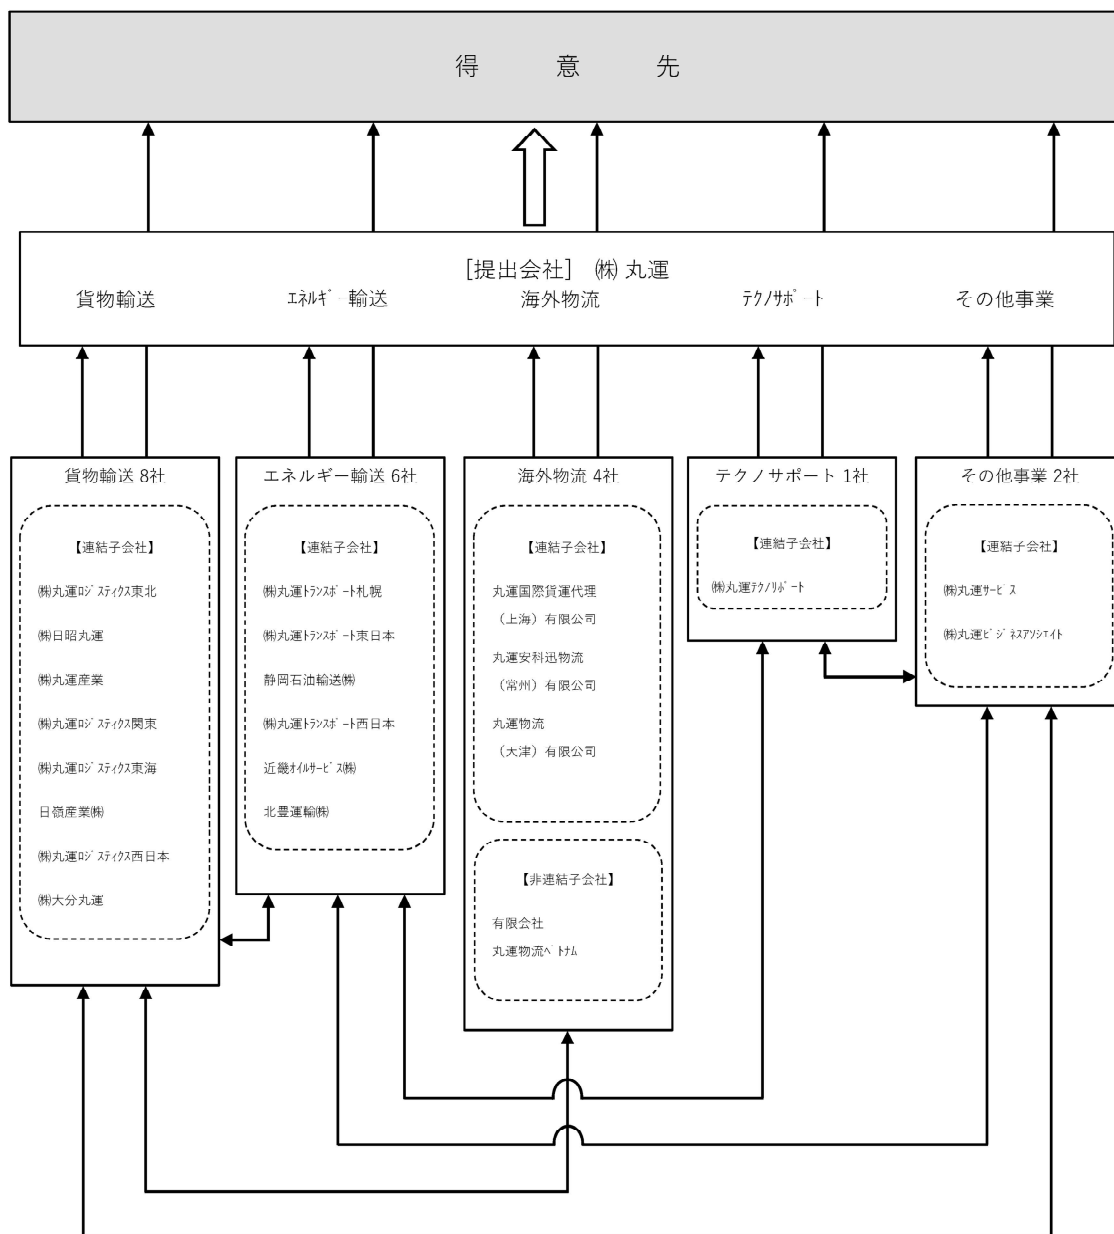 得意先
[提出会社] ㈱丸運
貨物輸送
ｴﾈﾙｷﾞｰ輸送
海外物流
ﾃｸﾉｻﾎﾟｰﾄ
その他事業
貨物輸送 8社
【連結子会社】
㈱丸運ﾛｼﾞｽﾃｨｸｽ東北
㈱日昭丸運
㈱丸運産業
㈱丸運ﾛｼﾞｽﾃｨｸｽ関東
㈱丸運ﾛｼﾞｽﾃｨｸｽ東海
日嶺産業㈱
㈱丸運ﾛｼﾞｽﾃｨｸｽ西日本
㈱大分丸運
エネルギー輸送 6社
【連結子会社】
㈱丸運ﾄﾗﾝｽﾎﾟｰﾄ札幌
㈱丸運ﾄﾗﾝｽﾎﾟｰﾄ東日本
静岡石油輸送㈱
㈱丸運ﾄﾗﾝｽﾎﾟｰﾄ西日本
近畿ｵｲﾙｻｰﾋﾞｽ㈱
北豊運輸㈱
海外物流 4社
【連結子会社】
丸運国際貨運代理
（上海）有限公司
丸運安科迅物流
（常州）有限公司
丸運物流
（天津）有限公司
【非連結子会社】
有限会社
丸運物流ﾍﾞﾄﾅﾑ
テクノサポート 1社
【連結子会社】
㈱丸運ﾃｸﾉﾘﾎﾟｰﾄ
その他事業 2社
【連結子会社】
㈱丸運ｻｰﾋﾞｽ
㈱丸運ﾋﾞｼﾞﾈｽｱｿｼｴｲﾄ